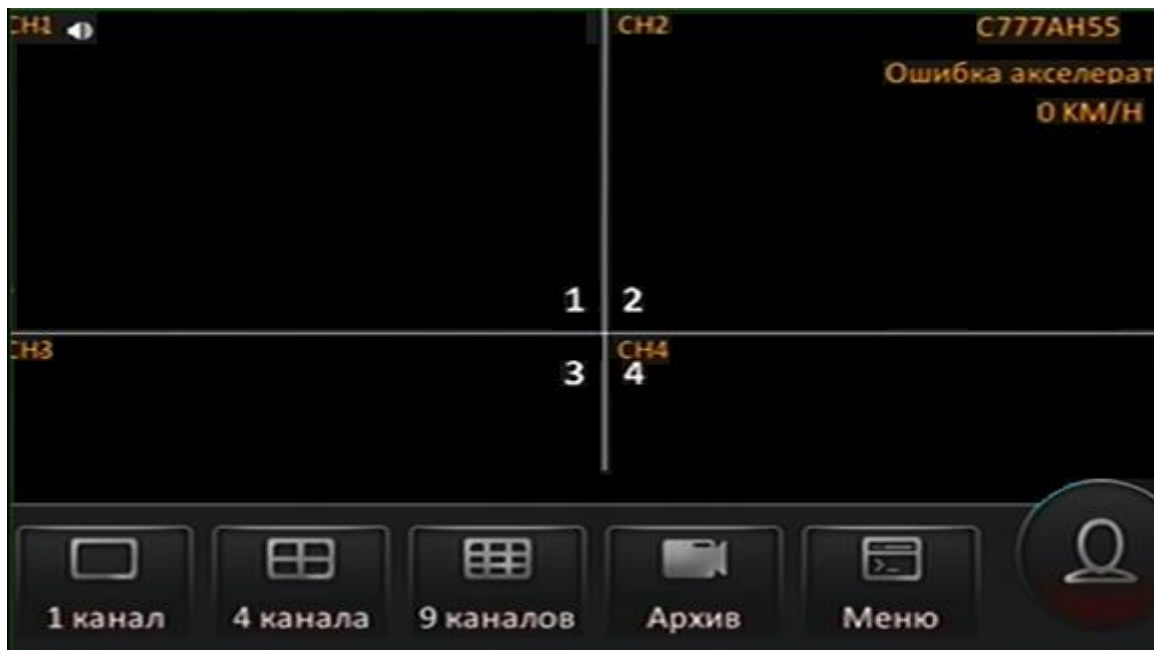 CH1
CH2 C777AH55
Ошибка акселерат
0 KM/H
1 2
CH3 CH4
3 4
1 канал 4 канала 9 каналов Архив Меню